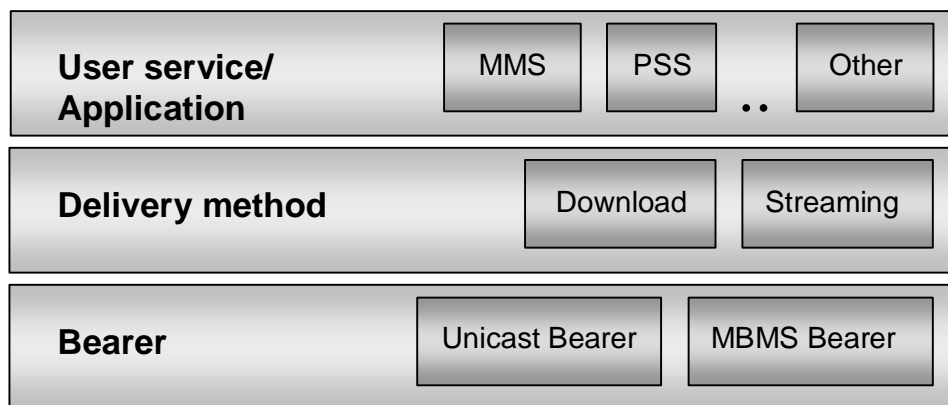 User service/
Application
MMS
PSS
..
Other
Delivery method
Download
Streaming
Bearer
Unicast Bearer
MBMS Bearer